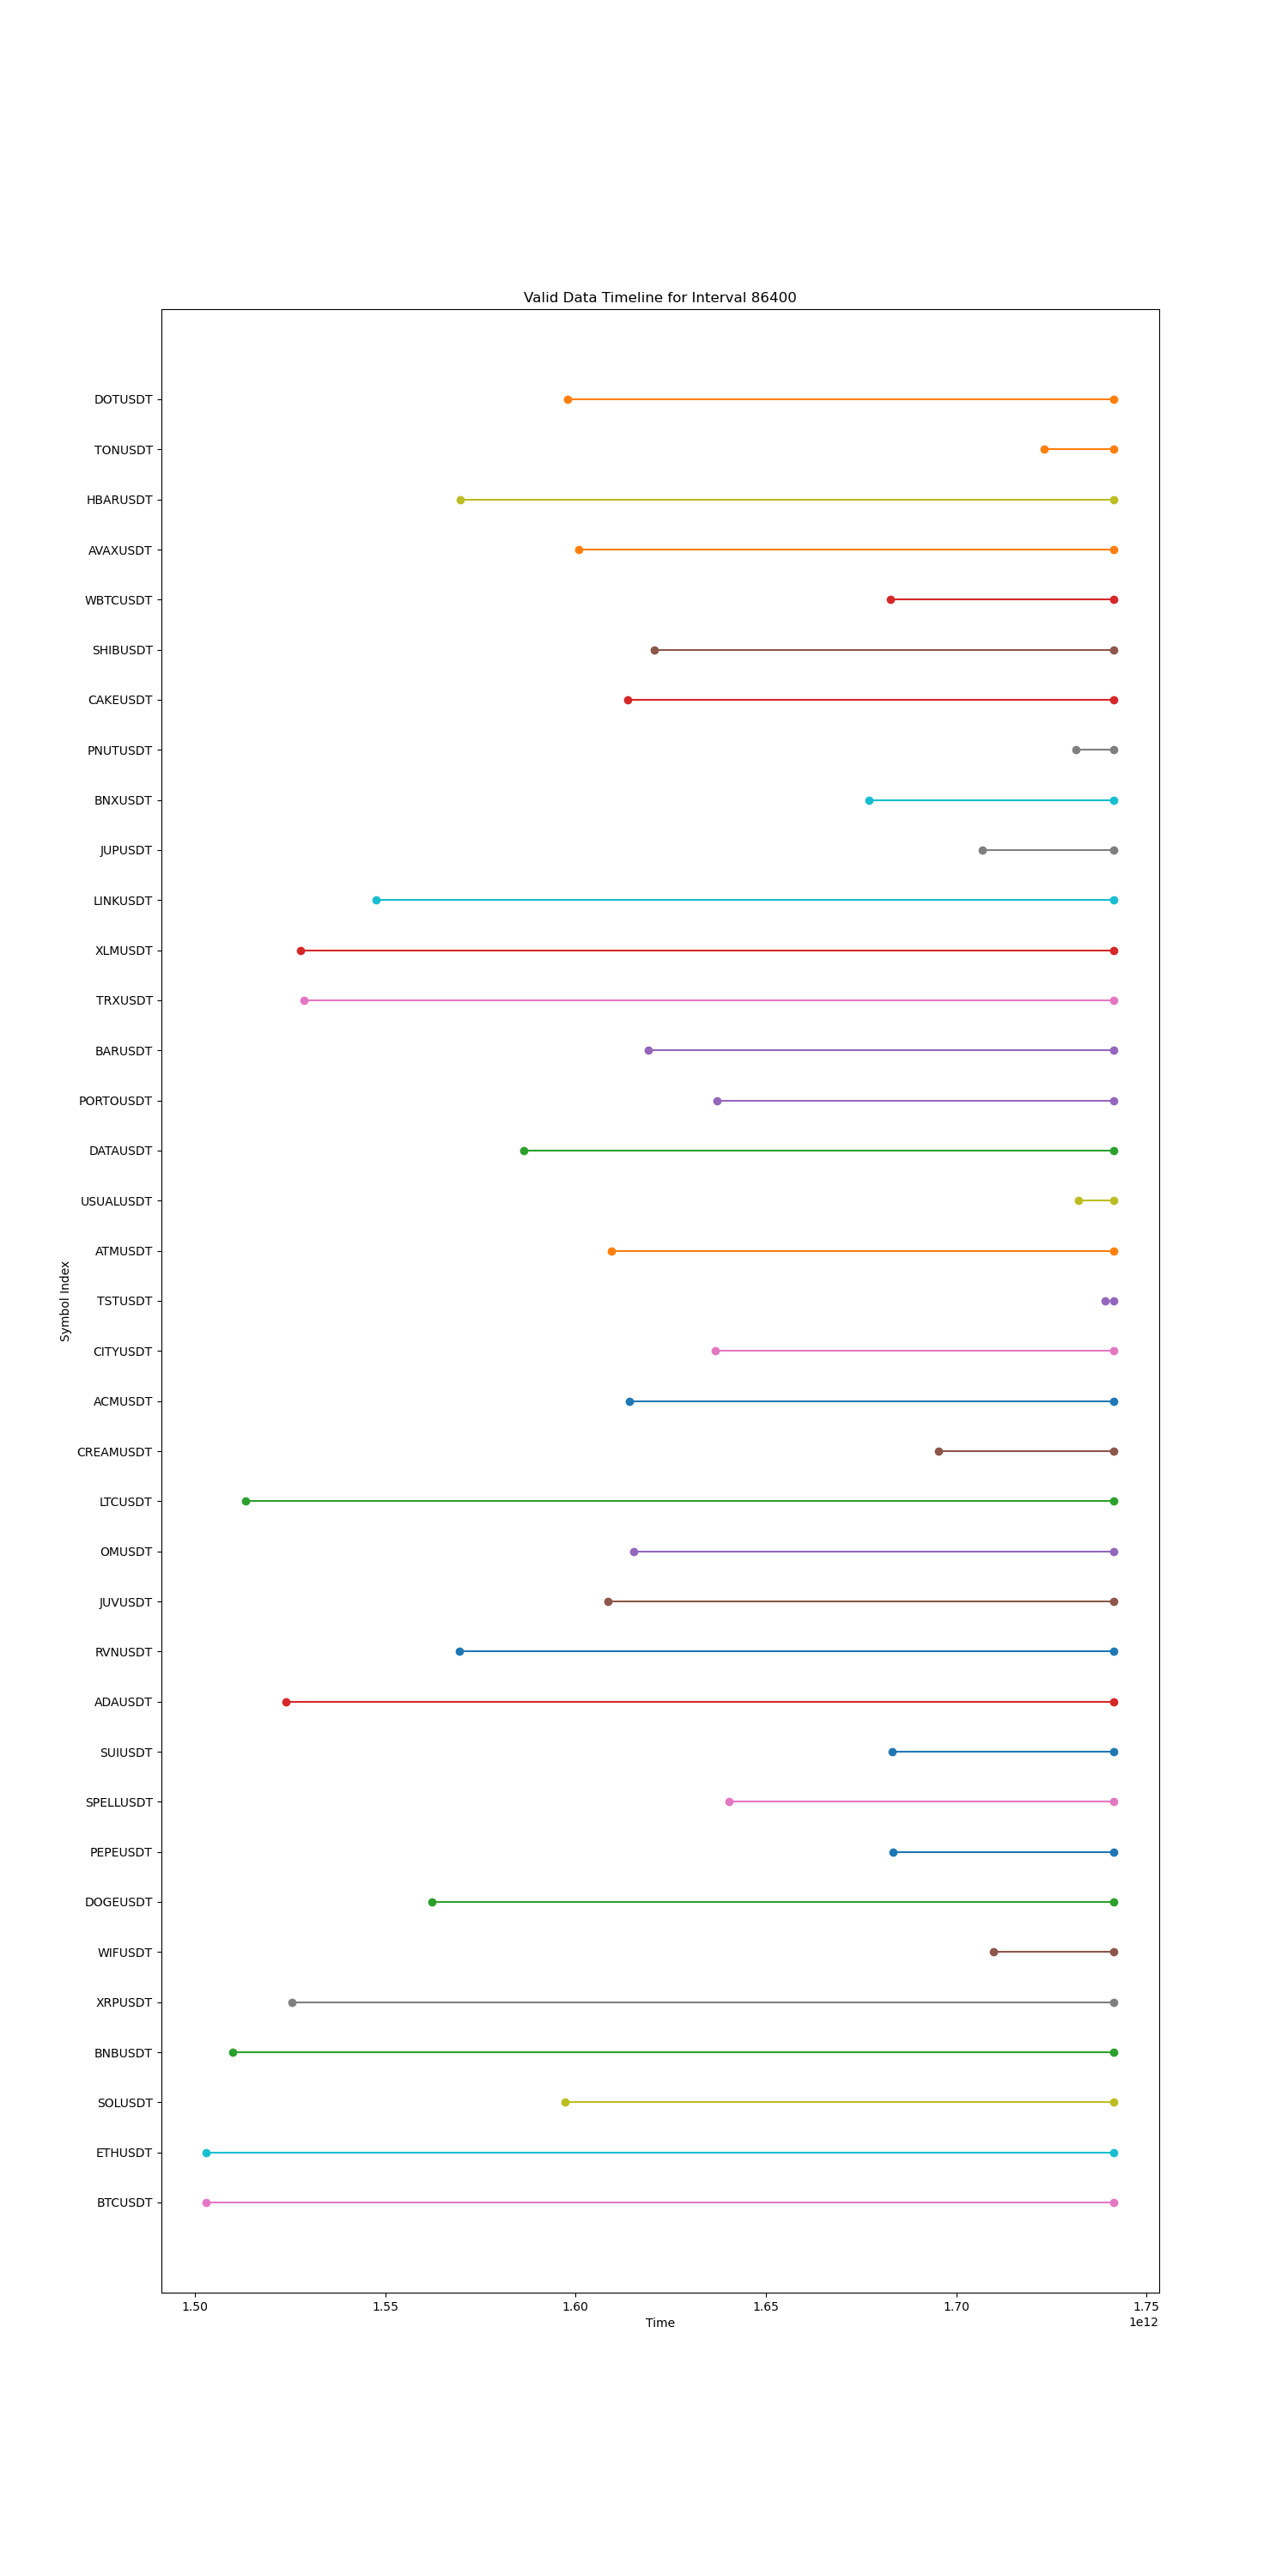 Valid Data Timeline for Interval 86400
DOTUSDT
TONUSDT
HBARUSDT
AVAXUSDT
WBTCUSDT
SHIBUSDT
CAKEUSDT
PNUTUSDT
BNXUSDT
JUPUSDT
LINKUSDT
XLMUSDT
TRXUSDT
BARUSDT
PORTOUSDT
DATAUSDT
USUALUSDT
ATMUSDT
Symbol Index
TSTUSDT
CITYUSDT
ACMUSDT
CREAMUSDT
LTCUSDT
OMUSDT
JUVUSDT
RVNUSDT
ADAUSDT
SUIUSDT
SPELLUSDT
PEPEUSDT
DOGEUSDT
WIFUSDT
XRPUSDT
BNBUSDT
SOLUSDT
ETHUSDT
BTCUSDT
1.50 1.55 1.60 1.65 1.70 1.75
Time
1e12